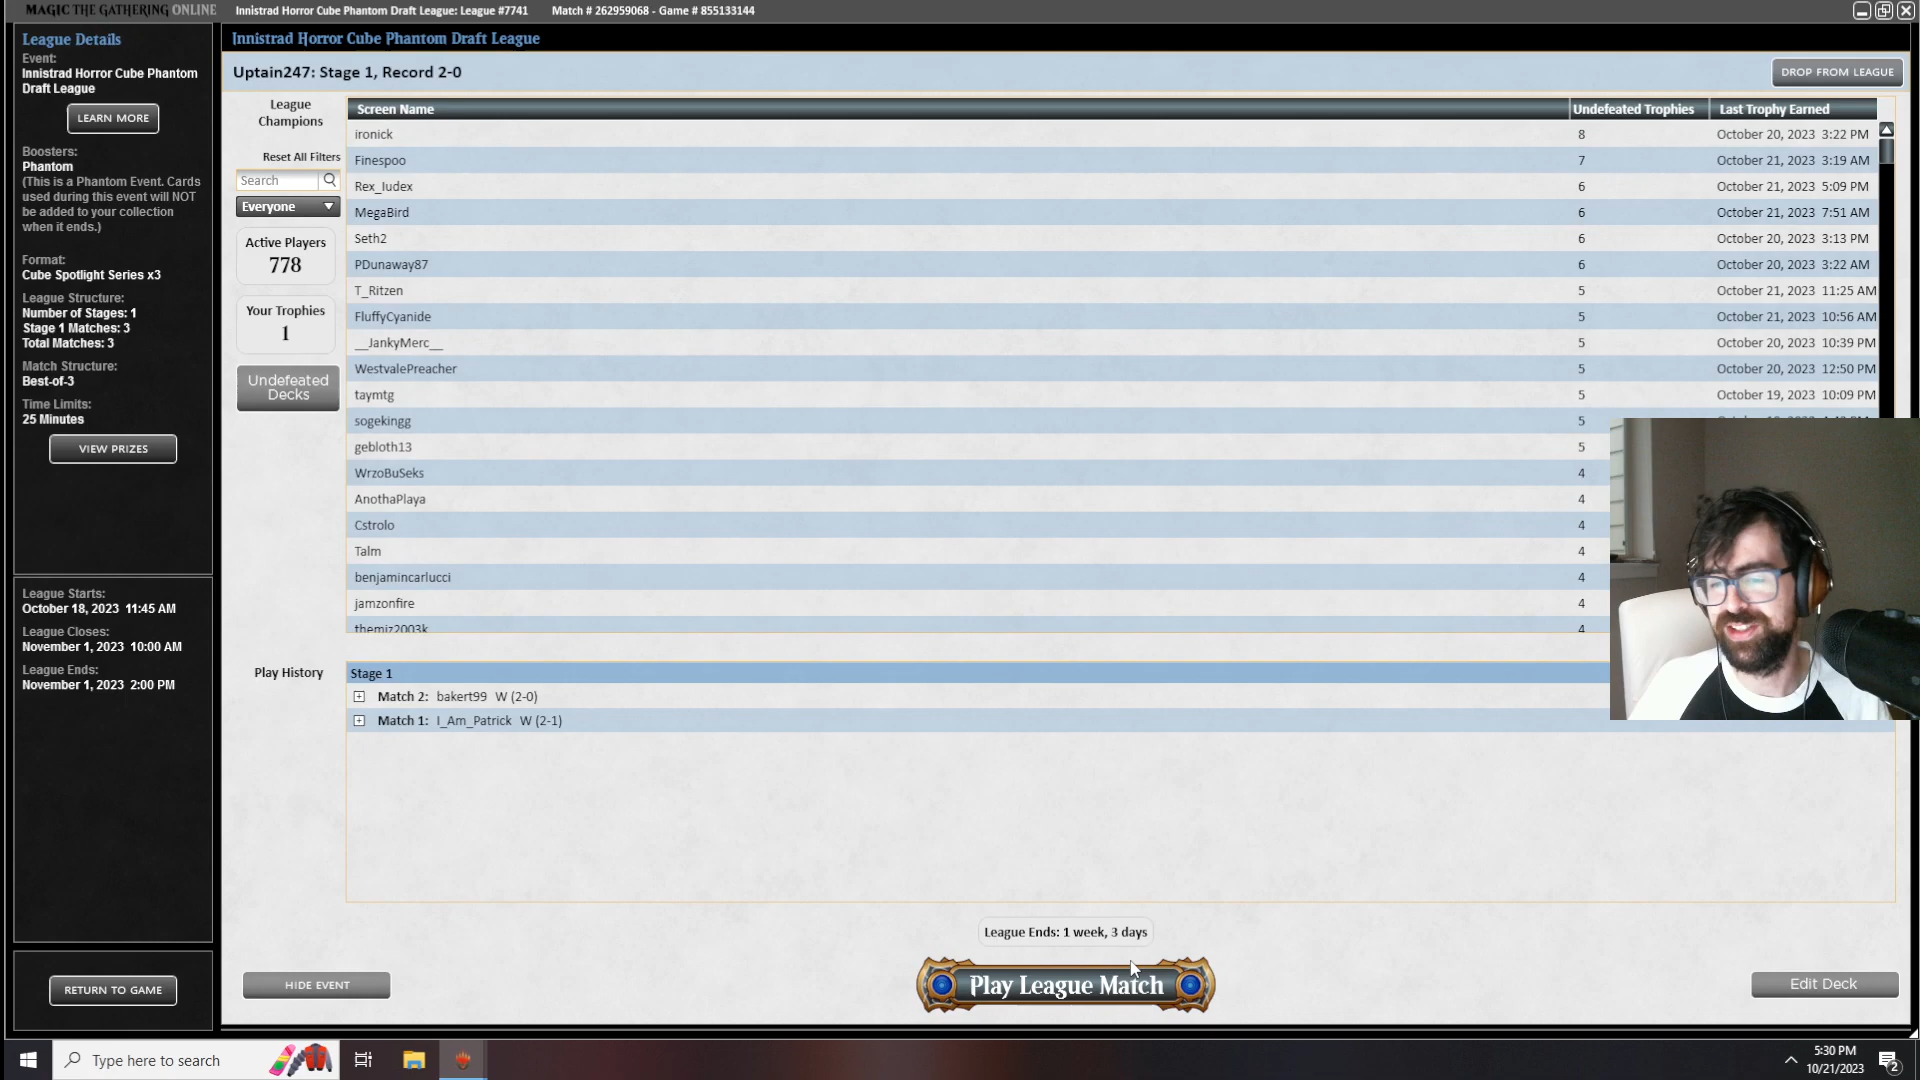 MAGIC THE GATHERING ONLINE
Innistrad Horror Cube Phantom Draft League: League #7741
Match # 262959068 - Game # 855133144
League Details
Event:
Innistrad Horror Cube Phantom
Draft League
LEARN MORE
Boosters:
Phantom
(This is a Phantom Event. Cards
used during this event will NOT
be added to your collection
when it ends.)
Format:
Cube Spotlight Series x3
League Structure:
Number of Stages: 1
Stage 1 Matches: 3
Total Matches: 3
Match Structure:
Best-of-3
Time Limits:
25 Minutes
VIEW PRIZES
League Starts:
October 18, 2023 11:45 AM
League Closes:
November 1, 2023 10:00 AM
League Ends:
November 1, 2023 2:00 PM
RETURN TO GAME
Innistrad Horror Cube Phantom Draft League
Uptain247: Stage 1, Record 2-0
DROP FROM LEAGUE
League
Champions
Reset All Filters
Search
Everyone
Active Players
778
Your Trophies
1
Undefeated
Decks
Screen Name Undefeated Trophies Last Trophy Earned
ironick 8 October 20, 2023 3:22 PM
Finespoo 7 October 21, 2023 3:19 AM
Rex_Iudex 6 October 21, 2023 5:09 PM
MegaBird 6 October 21, 2023 7:51 AM
Seth2 6 October 20, 2023 3:13 PM
PDunaway87 6 October 20, 2023 3:22 AM
T_Ritzen 5 October 21, 2023 11:25 AM
FluffyCyanide 5 October 21, 2023 10:56 AM
__JankyMerc__ 5 October 20, 2023 10:39 PM
WestvalePreacher 5 October 20, 2023 12:50 PM
taymtg 5 October 19, 2023 10:09 PM
sogekingg 5
gebloth13 5
WrzoBuSeks 4
AnothaPlaya 4
Cstrolo 4
Talm 4
benjamincarlucci 4
jamzonfire 4
themiz2003k 4
Play History
Stage 1
Match 2: bakert99 W (2-0)
Match 1: I_Am_Patrick W (2-1)
League Ends: 1 week, 3 days
HIDE EVENT
Play League Match
Edit Deck
Type here to search
5:30 PM
10/21/2023
2